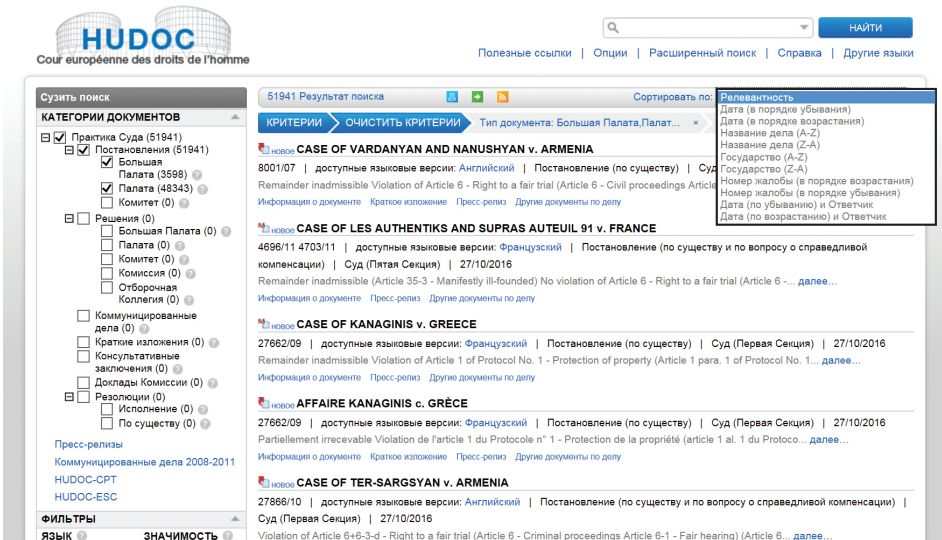 HUDOC
Cour européenne des droits de l'homme
НАЙТИ
Полезные ссылки | Опции | Расширенный поиск | Справка | Другие языки
Сузить поиск
КАТЕГОРИИ ДОКУМЕНТОВ
Практика Суда (51941)
Постановления (51941)
Большая
Палата (3598)
Палата (48343)
Комитет (0)
Решения (0)
Большая Палата (0)
Палата (0)
Комитет (0)
Комиссия (0)
Отборочная
Коллегия (0)
Коммуницированные
дела (0)
Краткие изложения (0)
Консультативные
заключения (0)
Доклады Комиссии (0)
Резолюции (0)
Исполнение (0)
По существу (0)
Пресс-релизы
Коммуницированные дела 2008-2011
HUDOC-CPT
HUDOC-ESC
ФИЛЬТРЫ
ЯЗЫК ЗНАЧИМОСТЬ
51941 Результат поиска
Сортировать по:
Релевантность
Дата (в порядке убывания)
Дата (в порядке возрастания)
Название дела (A-Z)
Название дела (Z-A)
Государство (A-Z)
Государство (Z-A)
Номер жалобы (в порядке возрастания)
Номер жалобы (в порядке убывания)
Дата (по убыванию) и Ответчик
Дата (по возрастанию) и Ответчик
КРИТЕРИИ ОЧИСТИТЬ КРИТЕРИИ Тип документа: Большая Палата,Палат... ×
новое CASE OF VARDANYAN AND NANUSHYAN v. ARMENIA
8001/07 | доступные языковые версии: Английский | Постановление (по существу) | Суд
Remainder inadmissible Violation of Article 6 - Right to a fair trial (Article 6 - Civil proceedings Article
Информация о документе Краткое изложение Пресс-релиз Другие документы по делу
новое CASE OF LES AUTHENTIKS AND SUPRAS AUTEUIL 91 v. FRANCE
4696/11 4703/11 | доступные языковые версии: Французский | Постановление (по существу и по вопросу о справедливой
компенсации) | Суд (Пятая Секция) | 27/10/2016
Remainder inadmissible (Article 35-3 - Manifestly ill-founded) No violation of Article 6 - Right to a fair trial (Article 6 -... далее…
Информация о документе Пресс-релиз Другие документы по делу
новое CASE OF KANAGINIS v. GREECE
27662/09 | доступные языковые версии: Французский | Постановление (по существу) | Суд (Первая Секция) | 27/10/2016
Remainder inadmissible Violation of Article 1 of Protocol No. 1 - Protection of property (Article 1 para. 1 of Protocol No. 1... далее…
Информация о документе Пресс-релиз Другие документы по делу
новое AFFAIRE KANAGINIS c. GRÈCE
27662/09 | доступные языковые версии: Французский | Постановление (по существу) | Суд (Первая Секция) | 27/10/2016
Partiellement irrecevable Violation de l'article 1 du Protocole n° 1 - Protection de la propriété (article 1 al. 1 du Protoco... далее…
Информация о документе Краткое изложение Пресс-релиз Другие документы по делу
новое CASE OF TER-SARGSYAN v. ARMENIA
27866/10 | доступные языковые версии: Английский | Постановление (по существу и по вопросу о справедливой компенсации) |
Суд (Первая Секция) | 27/10/2016
Violation of Article 6+6-3-d - Right to a fair trial (Article 6 - Criminal proceedings Article 6-1 - Fair hearing) (Article 6... далее…